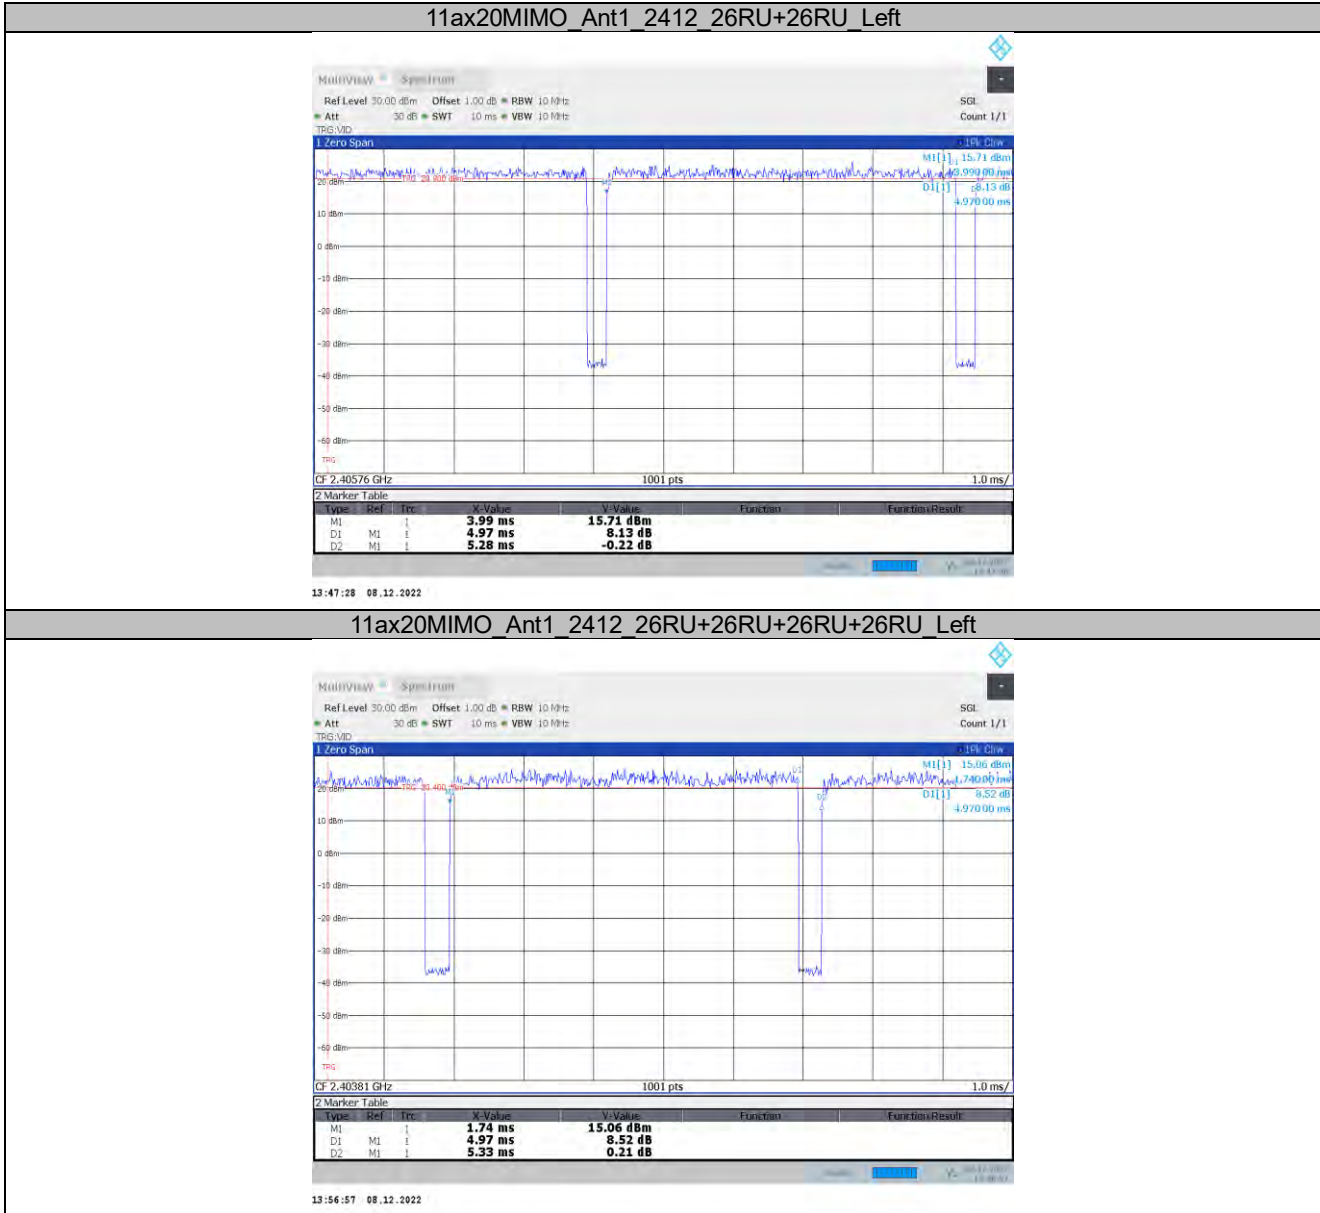 11ax20MIMO_Ant1_2412_26RU+26RU_Left
MultiView Spectrum
Ref Level 30.00 dBm Offset 1.00 dB RBW 10 MHz SGL
Att 30 dB SWT 10 ms VBW 10 MHz Count 1/1
TRG:VID
1 Zero Span 1Pk Clrw
M1[1] 15.71 dBm
3.99000 ms
20 dBm
D1[1] 8.13 dB
4.97000 ms
10 dBm
0 dBm
-10 dBm
-20 dBm
-30 dBm
-40 dBm
-50 dBm
-60 dBm
TRG
CF 2.40576 GHz 1001 pts 1.0 ms/
2 Marker Table
Type Ref Trc X-Value Y-Value Function Function Result
M1 1 3.99 ms 15.71 dBm
D1 M1 1 4.97 ms 8.13 dB
D2 M1 1 5.28 ms -0.22 dB
13:47:28 08.12.2022
11ax20MIMO_Ant1_2412_26RU+26RU+26RU+26RU_Left
MultiView Spectrum
Ref Level 30.00 dBm Offset 1.00 dB RBW 10 MHz SGL
Att 30 dB SWT 10 ms VBW 10 MHz Count 1/1
TRG:VID
1 Zero Span 1Pk Clrw
D1 M1[1] 15.06 dBm
1.74000 ms
20 dBm TRG 20.400 dBm D2 D1[1] 8.52 dB
4.97000 ms
10 dBm
0 dBm
-10 dBm
-20 dBm
-30 dBm
-40 dBm
-50 dBm
-60 dBm
TRG
CF 2.40381 GHz 1001 pts 1.0 ms/
2 Marker Table
Type Ref Trc X-Value Y-Value Function Function Result
M1 1 1.74 ms 15.06 dBm
D1 M1 1 4.97 ms 8.52 dB
D2 M1 1 5.33 ms 0.21 dB
13:56:57 08.12.2022